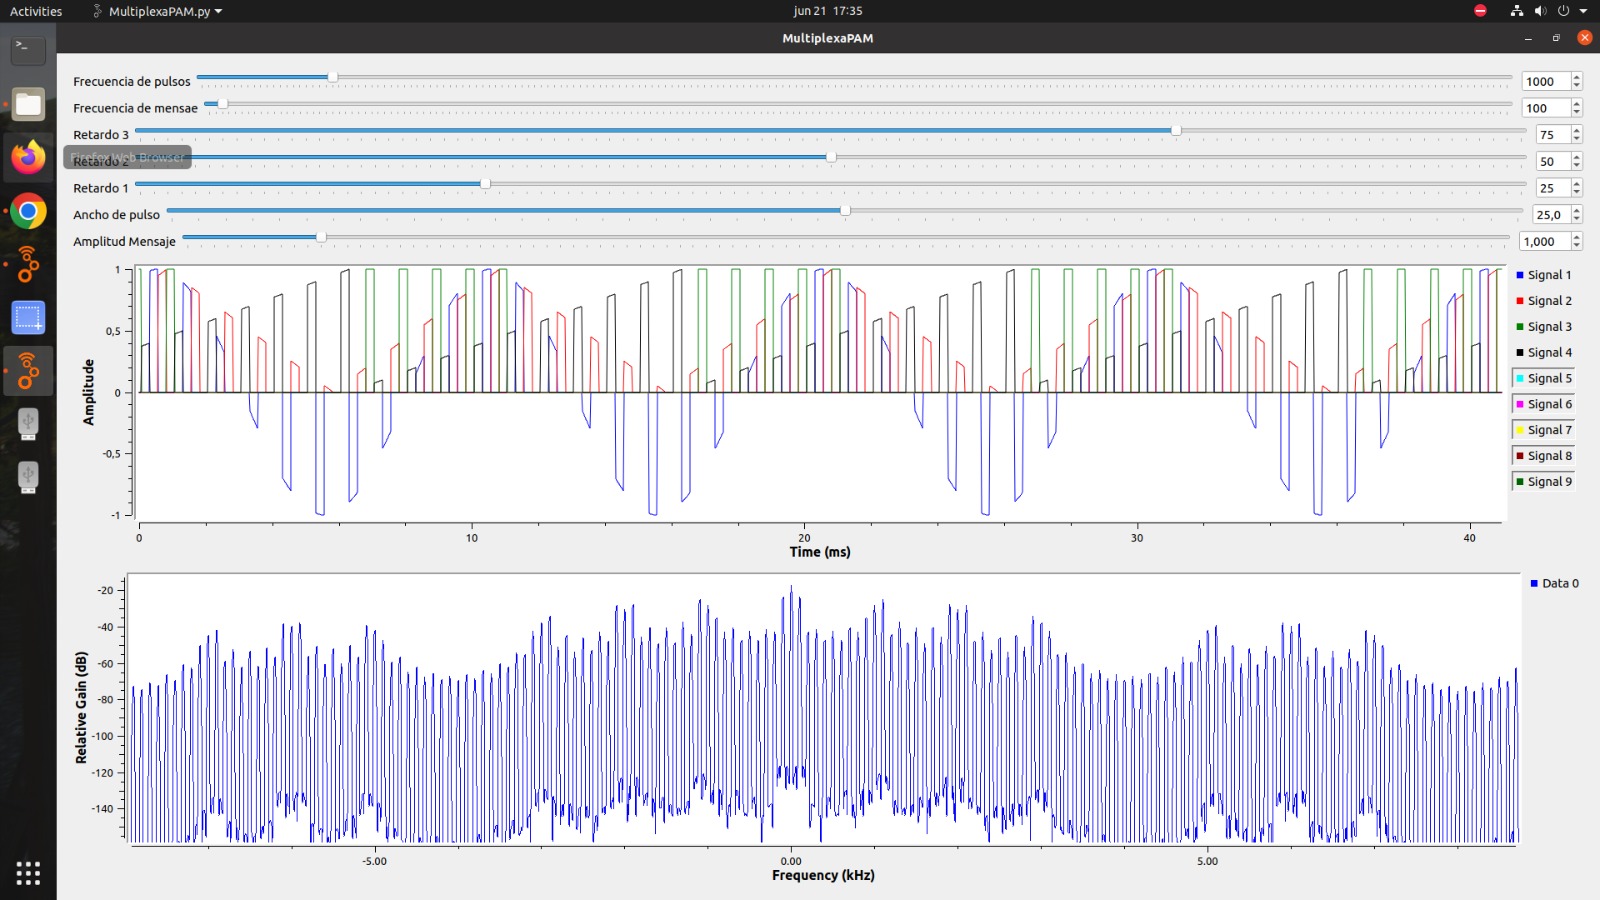 Activities MultiplexaPAM.py jun 21 17:35
MultiplexaPAM
Frecuencia de pulsos 1000
Frecuencia de mensae 100
Retardo 3 75
Firefox Web Browser
Retardo 2 50
Retardo 1 25
Ancho de pulso 25,0
Amplitud Mensaje 1,000
Amplitude
1
0,5
0
-0,5
-1
0 10 20 30 40
Time (ms)
Signal 1
Signal 2
Signal 3
Signal 4
Signal 5
Signal 6
Signal 7
Signal 8
Signal 9
Relative Gain (dB)
-20
-40
-60
-80
-100
-120
-140
-5.00 0.00 5.00
Frequency (kHz)
Data 0